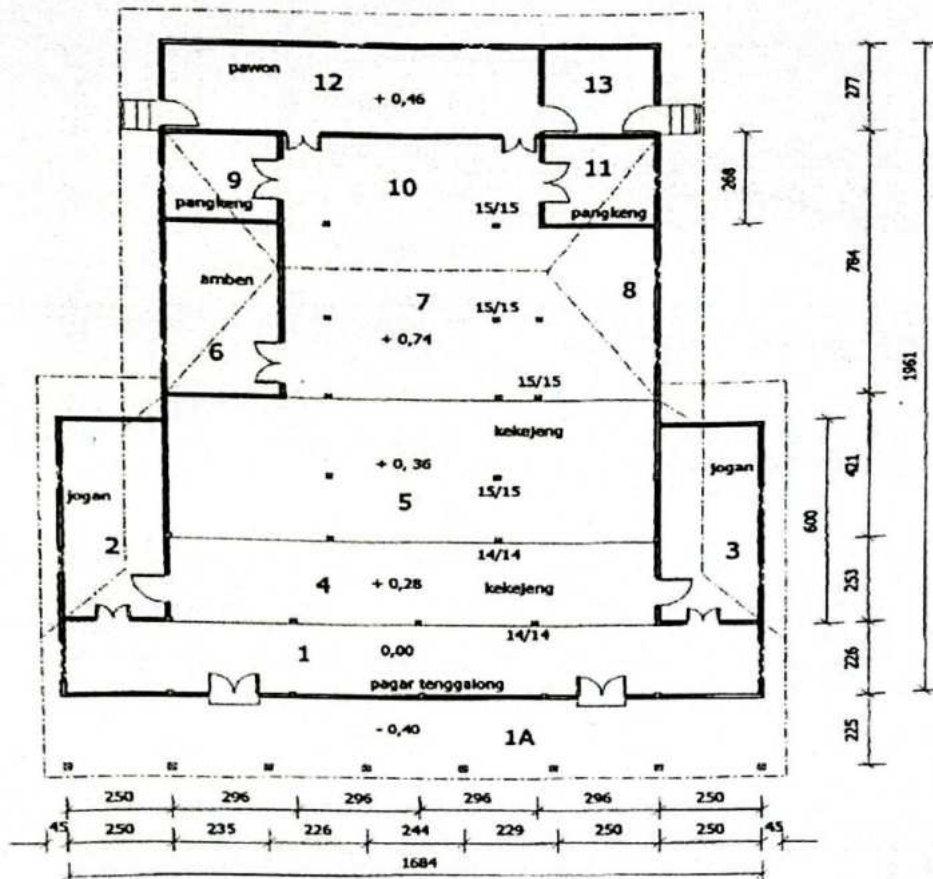 pawon
12
+ 0,46
13
277
9
pangkeng
10
11
pangkeng
268
15/15
amben
7
15/15
8
784
6
+ 0,74
15/15
1961
kekejeng
jogan
+ 0, 36
15/15
5
jogan
421
600
2
14/14
3
4
+ 0,28
kekejeng
253
14/14
1
0,00
226
pagar tenggalong
- 0,40
1A
225
250 296 296 296 296 250
45 250 235 226 244 229 250 250 45
1684